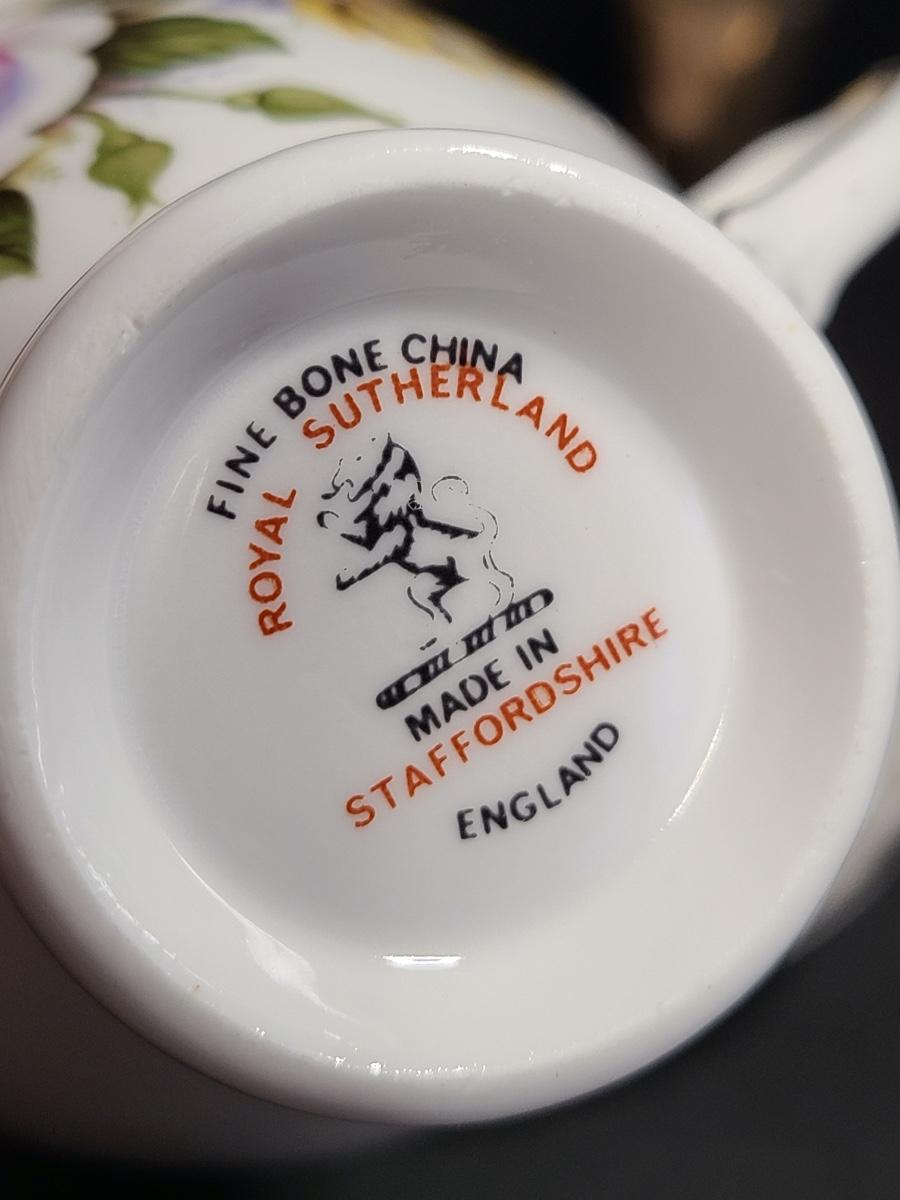 FINE BONE CHINA
ROYAL SUTHERLAND
MADE IN
STAFFORDSHIRE
ENGLAND